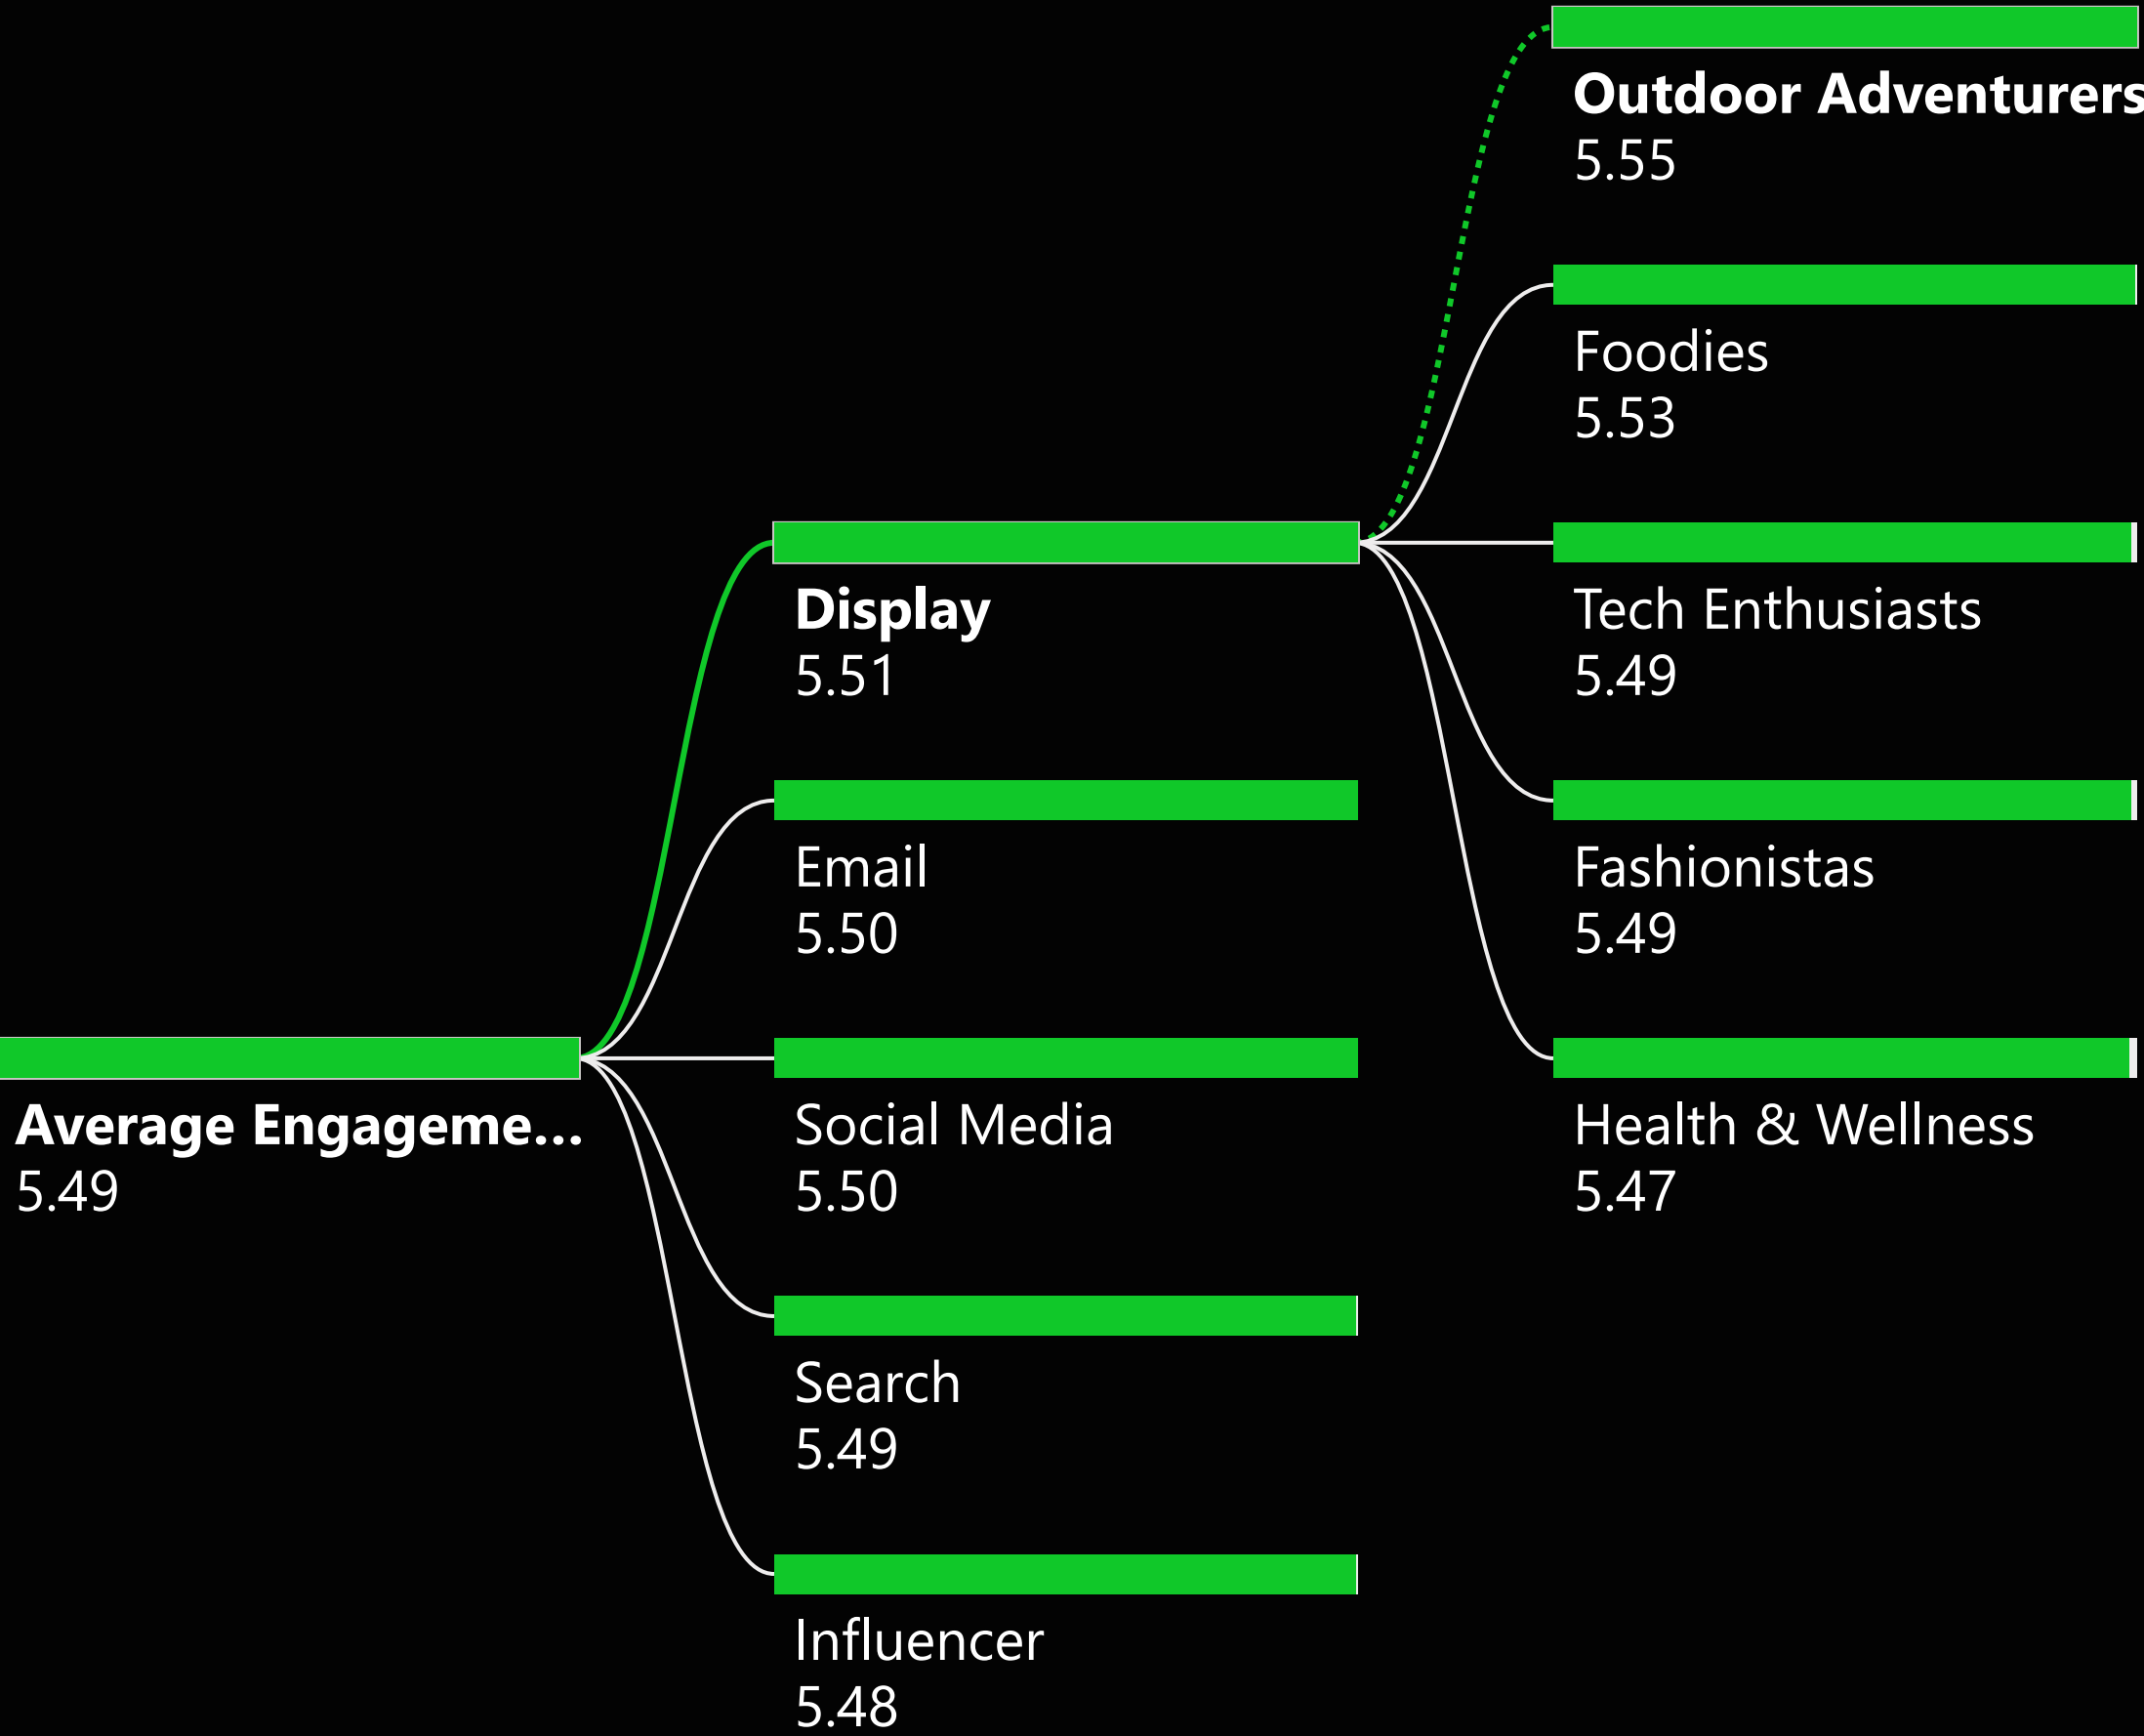 Outdoor Adventurers
5.55
Foodies
5.53
Display
5.51
Tech Enthusiasts
5.49
Email
5.50
Fashionistas
5.49
Average Engageme...
5.49
Social Media
5.50
Health & Wellness
5.47
Search
5.49
Influencer
5.48